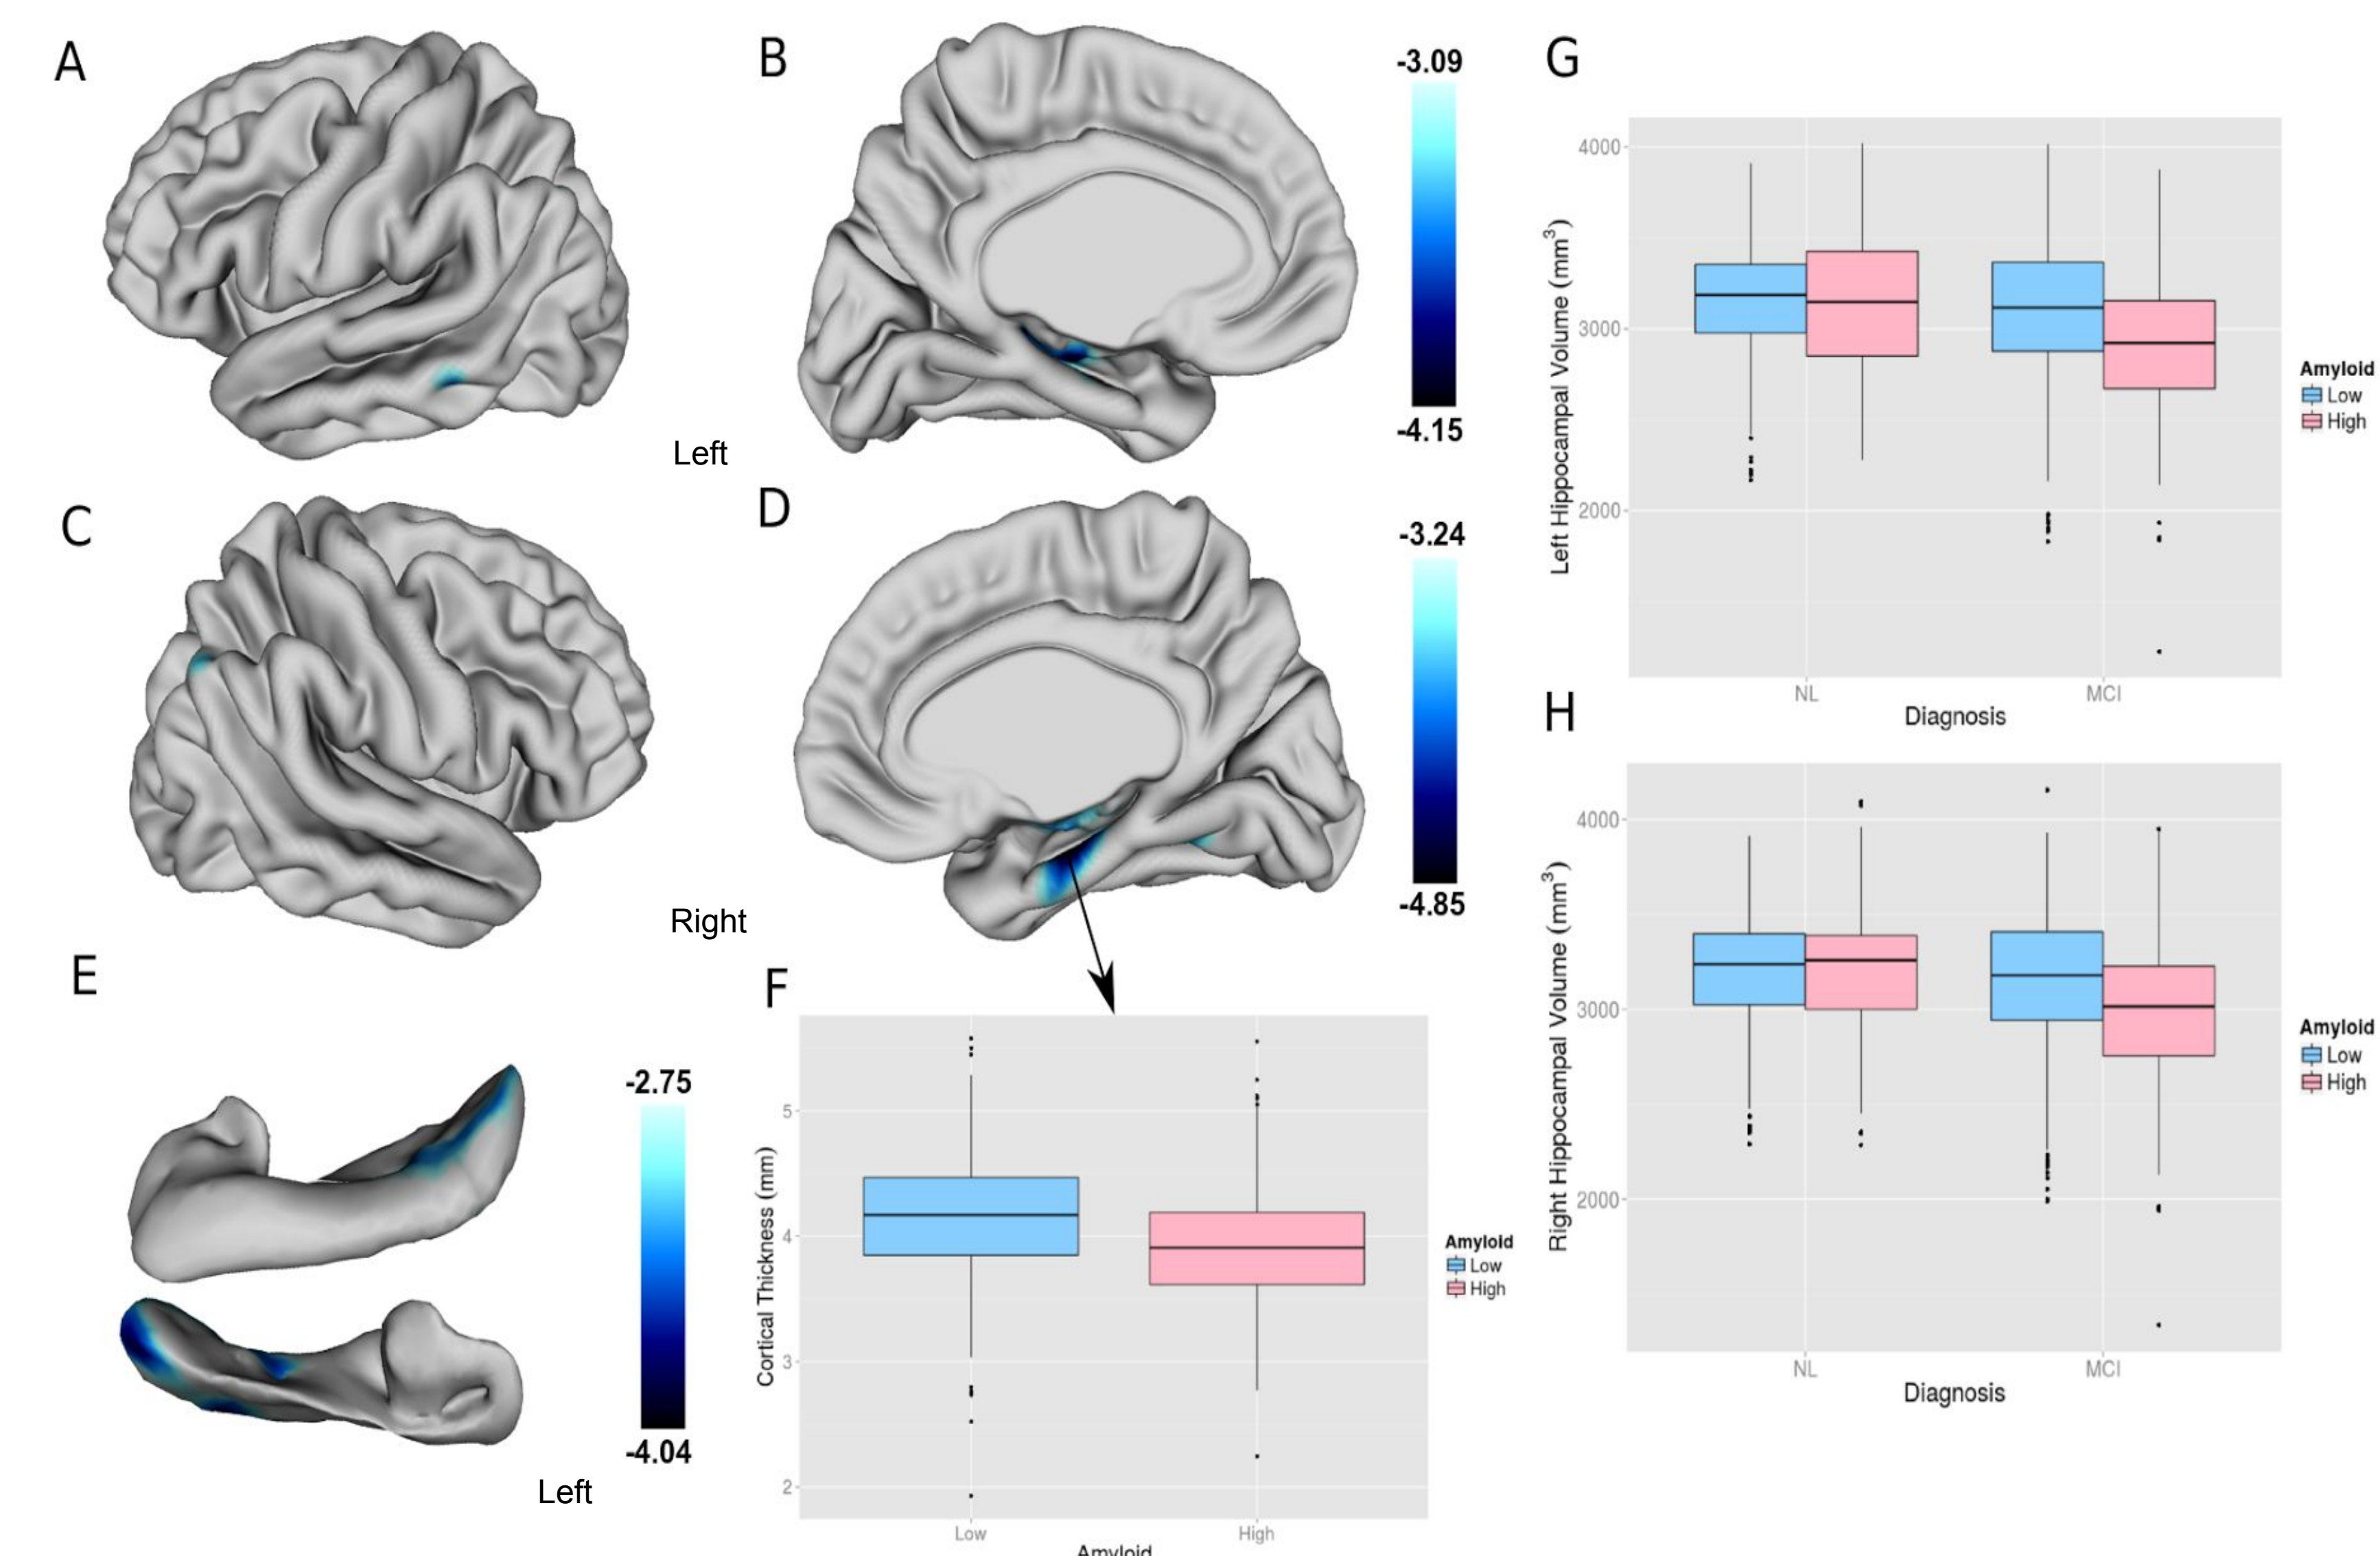 A
B
-3.09
-4.15
Left
C
D
-3.24
-4.85
Right
E
-2.75
-4.04
Left
F
Cortical Thickness (mm)
5
4
3
2
Low
High
Amyloid
Amyloid
Low
High
G
Left Hippocampal Volume (mm³)
4000
3000
2000
NL
MCI
Diagnosis
Amyloid
Low
High
H
Right Hippocampal Volume (mm³)
4000
3000
2000
NL
MCI
Diagnosis
Amyloid
Low
High